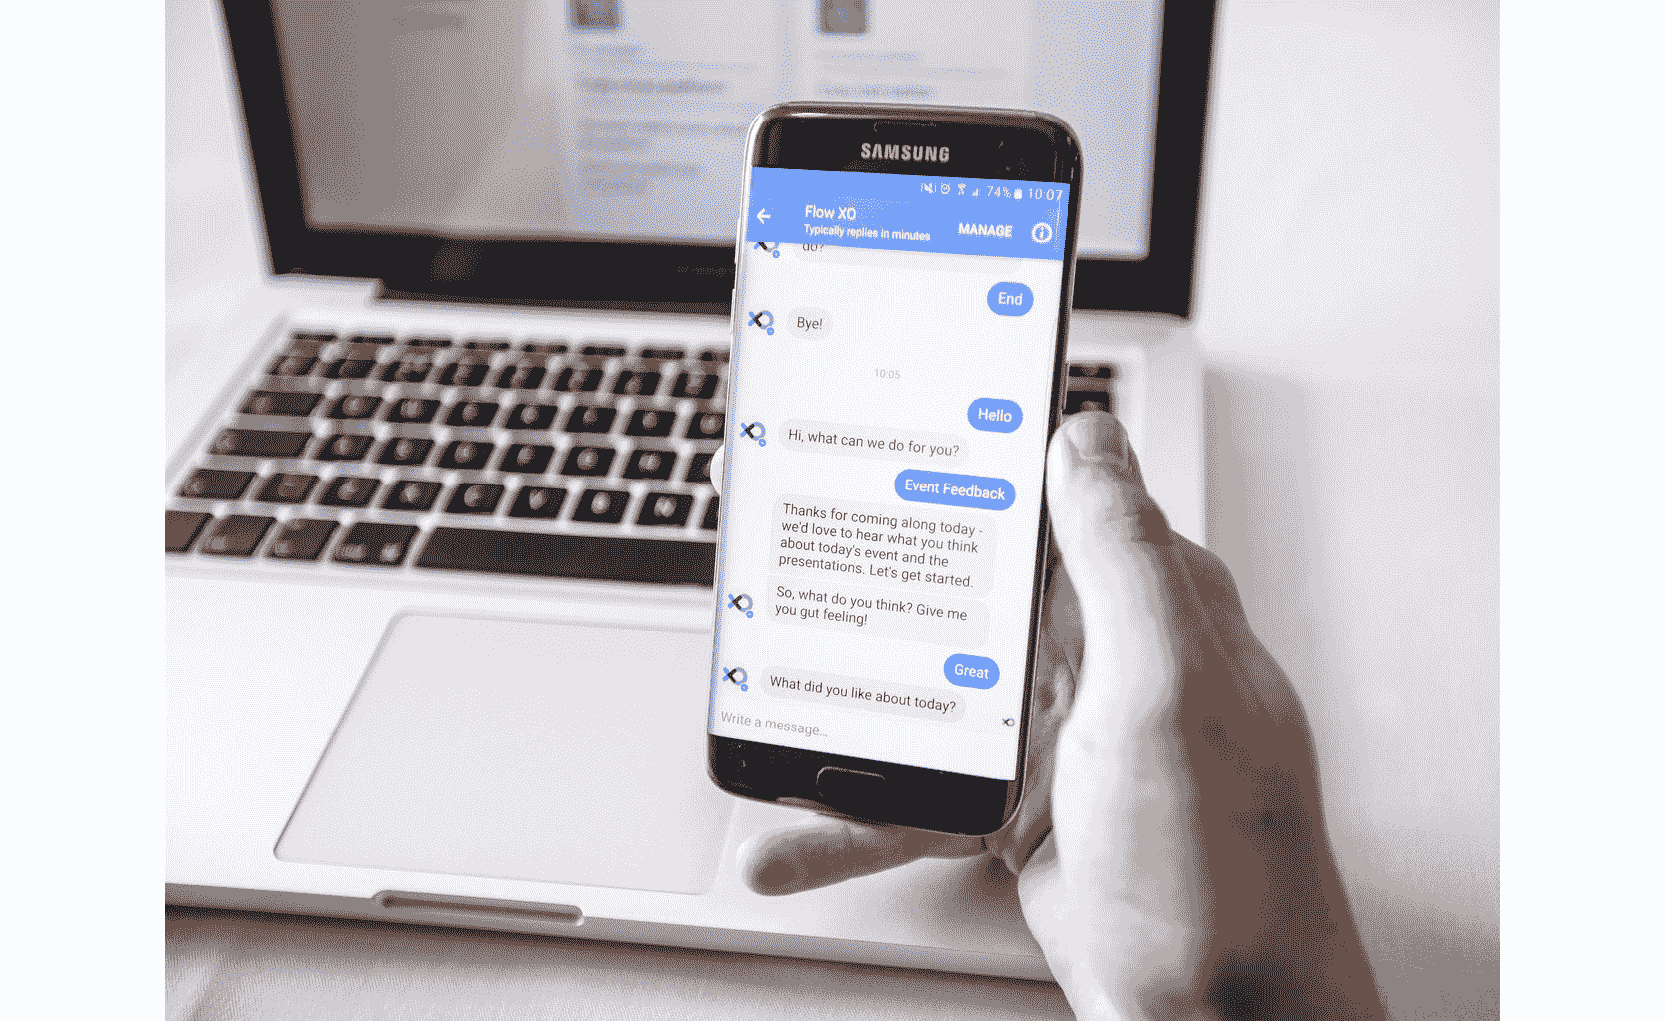 SAMSUNG
74% 10:07
Flow XO
Typically replies in minutes
MANAGE
do?
End
Bye!
10:05
Hello
Hi, what can we do for you?
Event Feedback
Thanks for coming along today -
we'd love to hear what you think
about today's event and the
presentations. Let's get started.
So, what do you think? Give me
you gut feeling!
Great
What did you like about today?
Write a message...